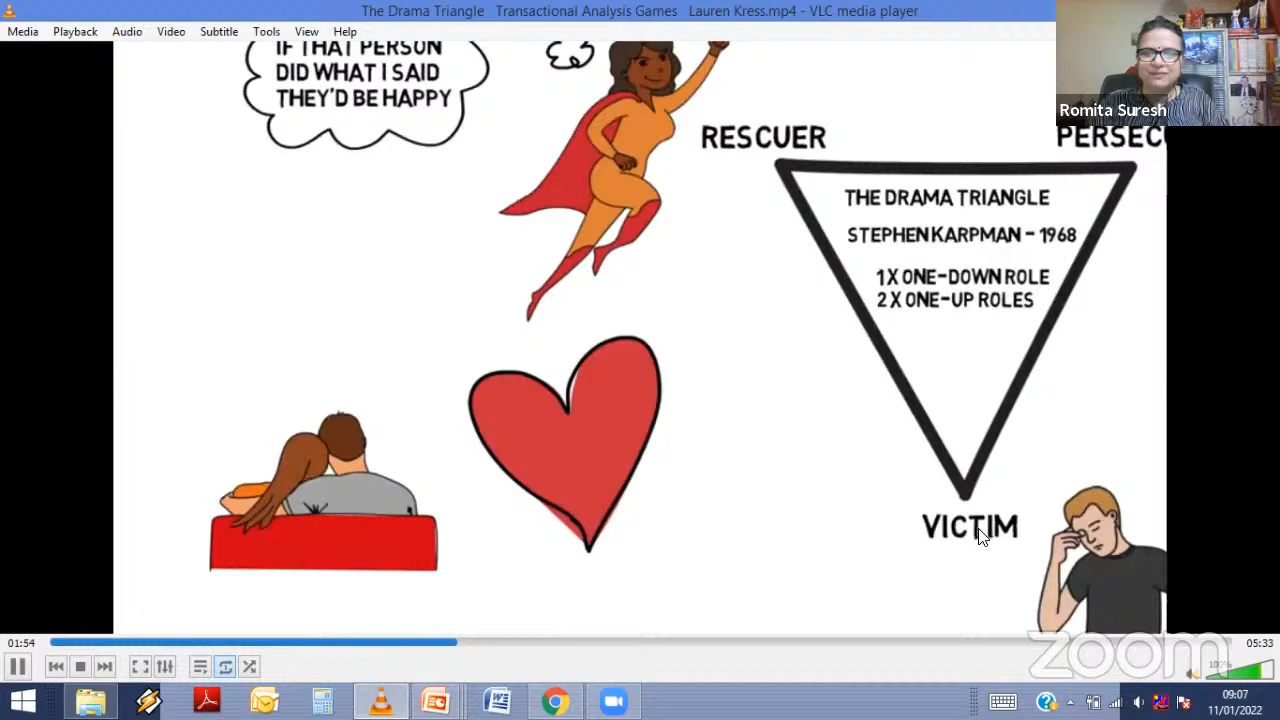 The Drama Triangle   Transactional Analysis Games   Lauren Kress.mp4 - VLC media player
Media   Playback   Audio   Video   Subtitle   Tools   View   Help
IF THAT PERSON
DID WHAT I SAID
THEY'D BE HAPPY
Romita Suresh
RESCUER
PERSECU
THE DRAMA TRIANGLE
STEPHEN KARPMAN - 1968
1 X ONE-DOWN ROLE
2 X ONE-UP ROLES
VICTIM
01:54
05:33
zoom
100%
09:07
11/01/2022